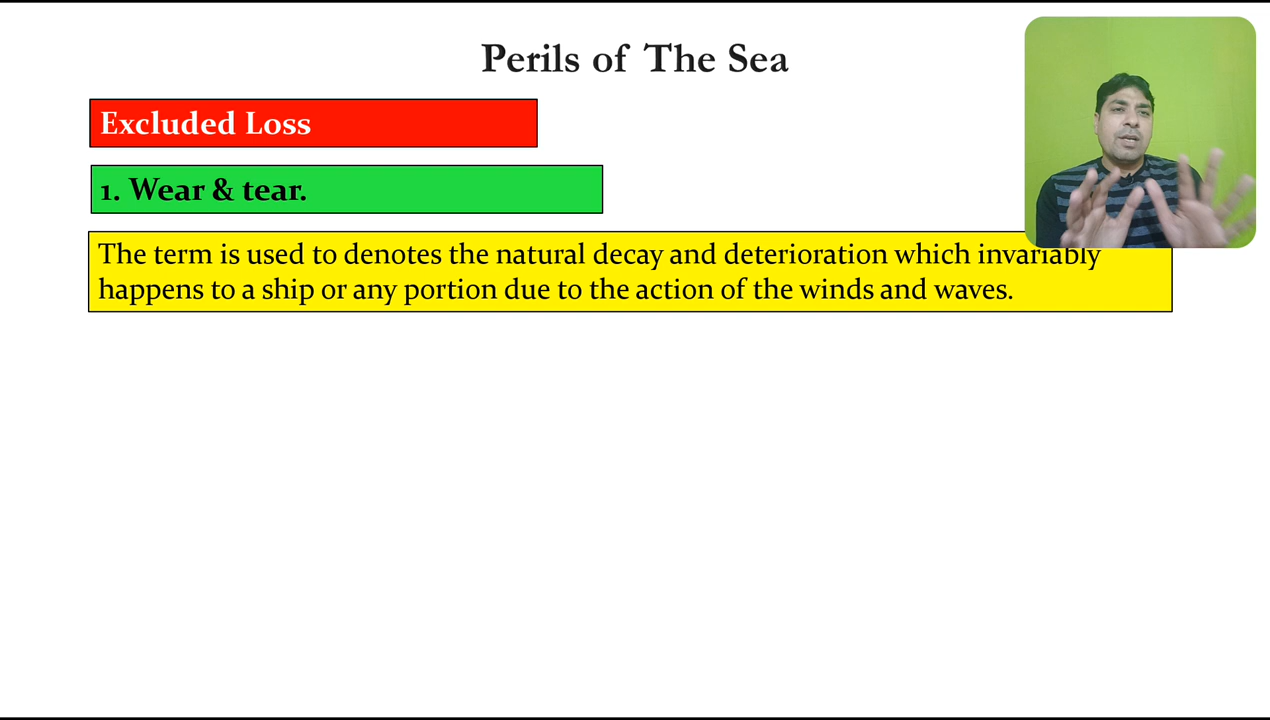 Perils of The Sea
Excluded Loss
1. Wear & tear.
The term is used to denotes the natural decay and deterioration which invariably
happens to a ship or any portion due to the action of the winds and waves.